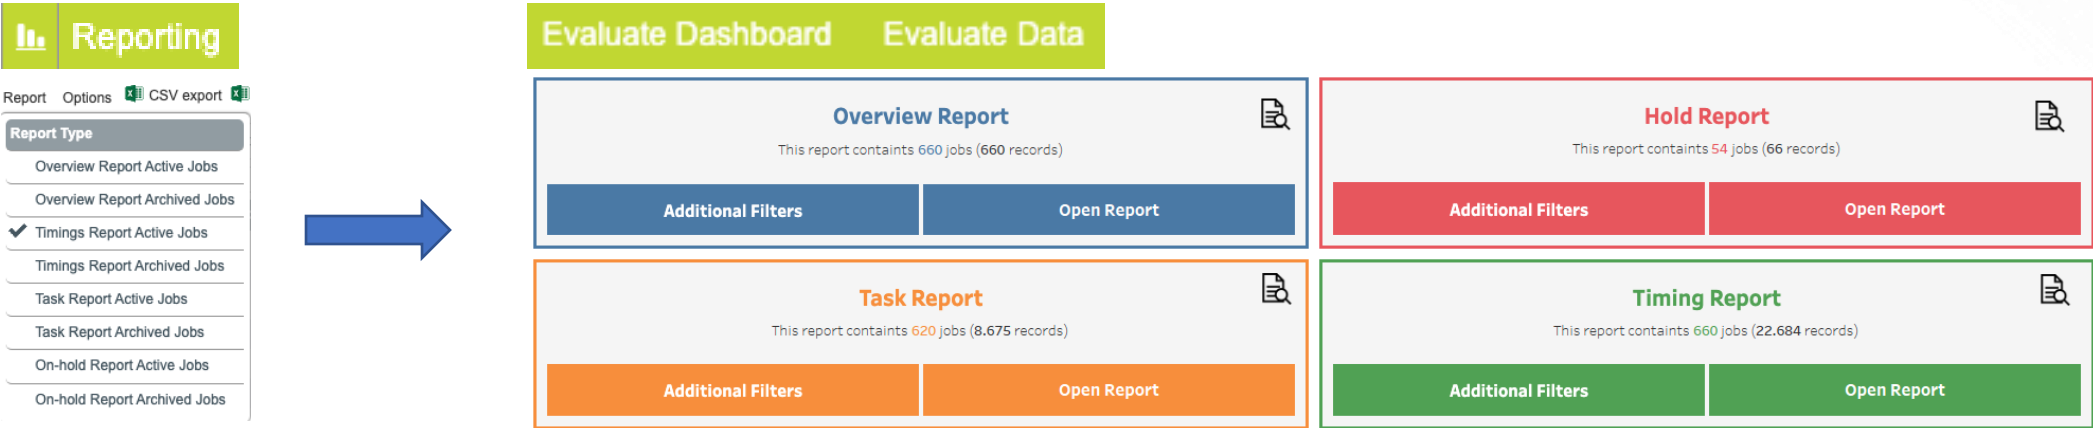 Reporting
Report Options CSV export
Report Type
Overview Report Active Jobs
Overview Report Archived Jobs
Timings Report Active Jobs
Timings Report Archived Jobs
Task Report Active Jobs
Task Report Archived Jobs
On-hold Report Active Jobs
On-hold Report Archived Jobs
Evaluate Dashboard Evaluate Data
Overview Report
This report containts 660 jobs (660 records)
Additional Filters Open Report
Hold Report
This report containts 54 jobs (66 records)
Additional Filters Open Report
Task Report
This report containts 620 jobs (8.675 records)
Additional Filters Open Report
Timing Report
This report containts 660 jobs (22.684 records)
Additional Filters Open Report